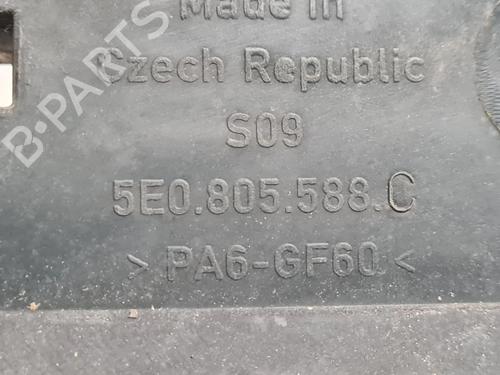 Made in
Czech Republic
S09
5E0.805.588.C
> PA6-GF60 <
B-PARTS